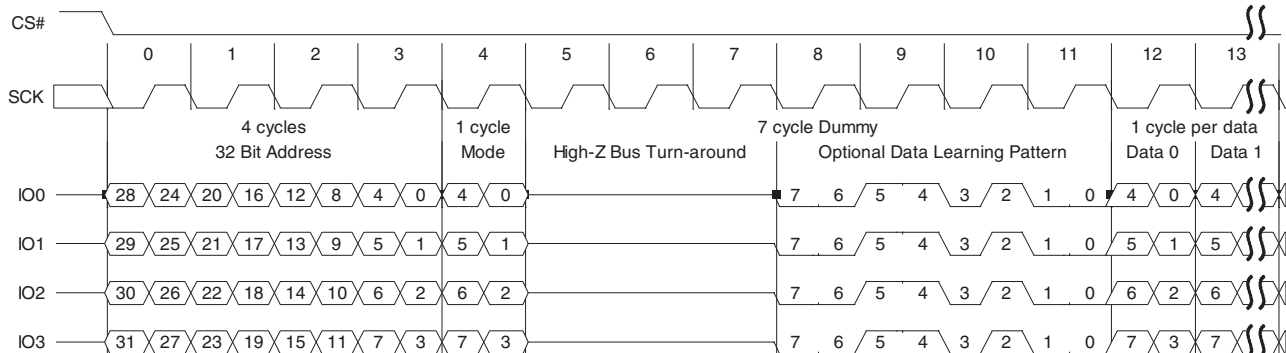 CS#
0 1 2 3 4 5 6 7 8 9 10 11 12 13
SCK
4 cycles 1 cycle 7 cycle Dummy 1 cycle per data
32 Bit Address Mode High-Z Bus Turn-around Optional Data Learning Pattern Data 0 Data 1
IO0 28 24 20 16 12 8 4 0 4 0 7 6 5 4 3 2 1 0 4 0 4
IO1 29 25 21 17 13 9 5 1 5 1 7 6 5 4 3 2 1 0 5 1 5
IO2 30 26 22 18 14 10 6 2 6 2 7 6 5 4 3 2 1 0 6 2 6
IO3 31 27 23 19 15 11 7 3 7 3 7 6 5 4 3 2 1 0 7 3 7